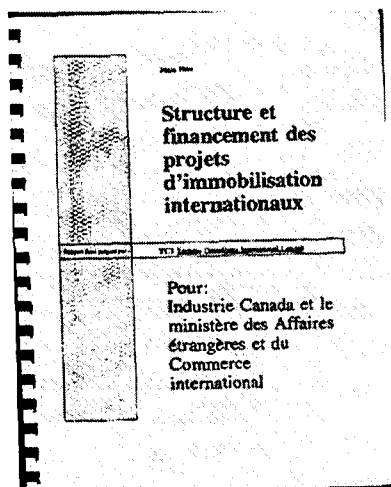 Structure et
financement des
projets
d'immobilisation
internationaux
Pour:
Industrie Canada et le
ministère des Affaires
étrangères et du
Commerce
international